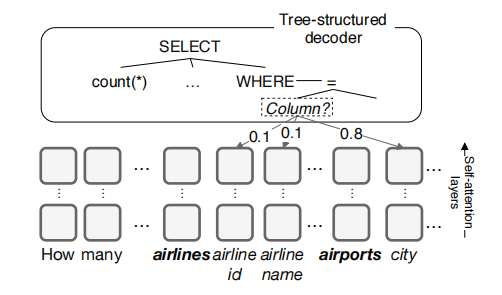 Tree-structured
decoder
SELECT
count(*) ... WHERE =
Column?
0.1 0.1 0.8
... ... ...
Self-attention
layers
... ... ...
How many airlines airline airline airports city
id name